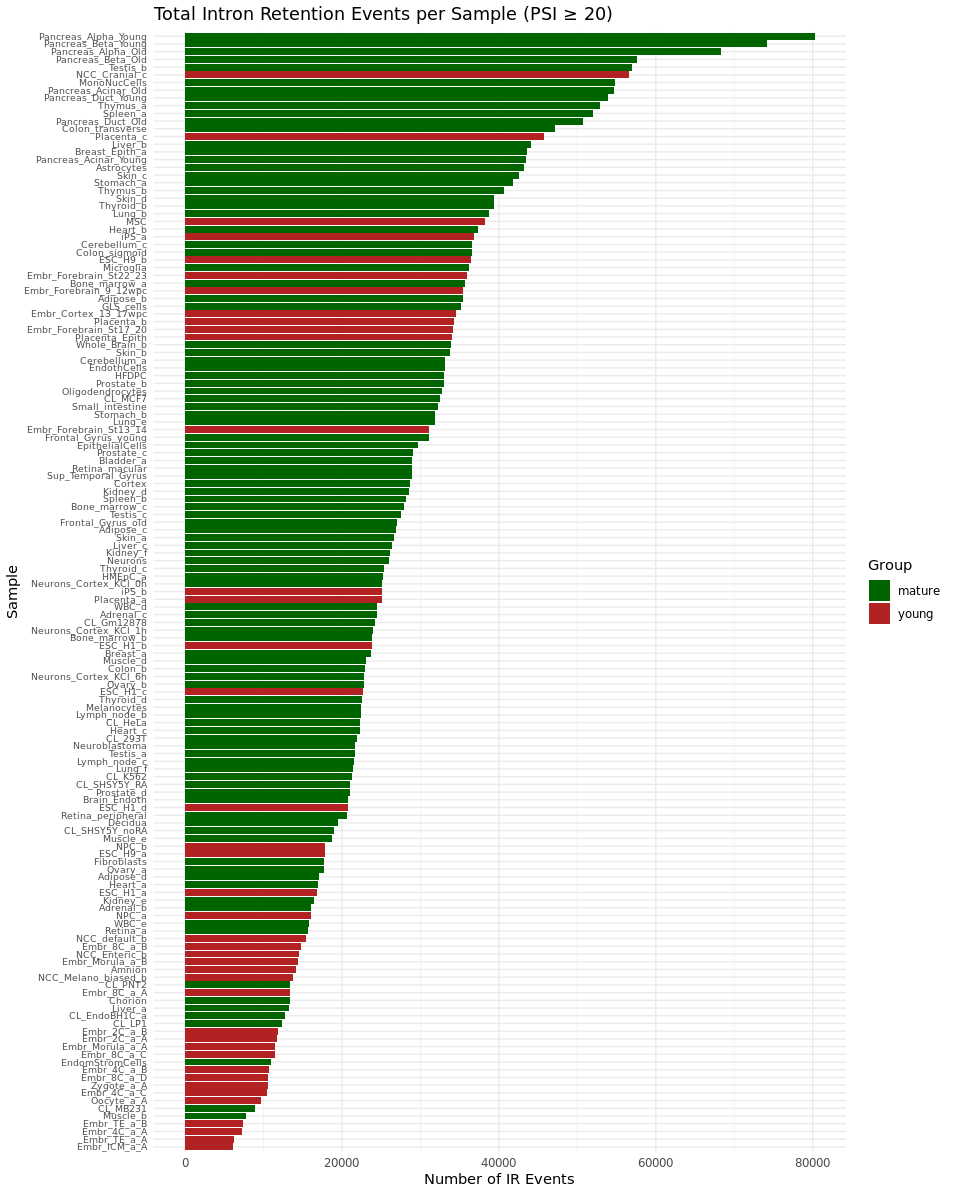 Total Intron Retention Events per Sample (PSI ≥ 20)
Pancreas_Alpha_Young
Pancreas_Beta_Young
Pancreas_Alpha_Old
Pancreas_Beta_Old
Testis_b
NCC_Cranial_c
MonoNucCells
Pancreas_Acinar_Old
Pancreas_Duct_Young
Thymus_a
Spleen_a
Pancreas_Duct_Old
Colon_transverse
Placenta_c
Liver_b
Breast_Epith_a
Pancreas_Acinar_Young
Astrocytes
Skin_c
Stomach_a
Thymus_b
Skin_d
Thyroid_b
Lung_b
MSC
Heart_b
iPS_a
Cerebellum_c
Colon_sigmoid
ESC_H9_b
Microglia
Embr_Forebrain_St22_23
Bone_marrow_a
Embr_Forebrain_9_12wpc
Adipose_b
GLS_cells
Embr_Cortex_13_17wpc
Placenta_b
Embr_Forebrain_St17_20
Placenta_Epith
Whole_Brain_b
Skin_b
Cerebellum_a
EndothCells
HFDPC
Prostate_b
Oligodendrocytes
CL_MCF7
Small_intestine
Stomach_b
Lung_e
Embr_Forebrain_St13_14
Frontal_Gyrus_young
EpithelialCells
Prostate_c
Bladder_a
Retina_macular
Sup_Temporal_Gyrus
Cortex
Kidney_d
Spleen_b
Bone_marrow_c
Testis_c
Frontal_Gyrus_old
Adipose_c
Skin_a
Liver_c
Kidney_f
Neurons
Thyroid_c
HMEpC_a
Neurons_Cortex_KCl_0h
iPS_b
Placenta_a
WBC_d
Adrenal_c
CL_Gm12878
Neurons_Cortex_KCl_1h
Bone_marrow_b
ESC_H1_b
Breast_a
Muscle_d
Colon_b
Neurons_Cortex_KCl_6h
Ovary_b
ESC_H1_c
Thyroid_d
Melanocytes
Lymph_node_b
CL_HeLa
Heart_c
CL_293T
Neuroblastoma
Testis_a
Lymph_node_c
Lung_f
CL_K562
CL_SHSY5Y_RA
Prostate_d
Brain_Endoth
ESC_H1_d
Retina_peripheral
Decidua
CL_SHSY5Y_noRA
Muscle_e
NPC_b
ESC_H9_a
Fibroblasts
Ovary_a
Adipose_d
Heart_a
ESC_H1_a
Kidney_e
Adrenal_b
NPC_a
WBC_e
Retina_a
NCC_default_b
Embr_8C_a_B
NCC_Enteric_b
Embr_Morula_a_B
Amnion
NCC_Melano_biased_b
CL_PNT2
Embr_8C_a_A
Chorion
Liver_a
CL_EndoBH1C_a
CL_LP1
Embr_2C_a_B
Embr_2C_a_A
Embr_Morula_a_A
Embr_8C_a_C
EndomStromCells
Embr_4C_a_B
Embr_8C_a_D
Zygote_a_A
Embr_4C_a_C
Oocyte_a_A
CL_MB231
Muscle_b
Embr_TE_a_B
Embr_4C_a_A
Embr_TE_a_A
Embr_ICM_a_A
0 20000 40000 60000 80000
Number of IR Events
Sample
Group
mature
young